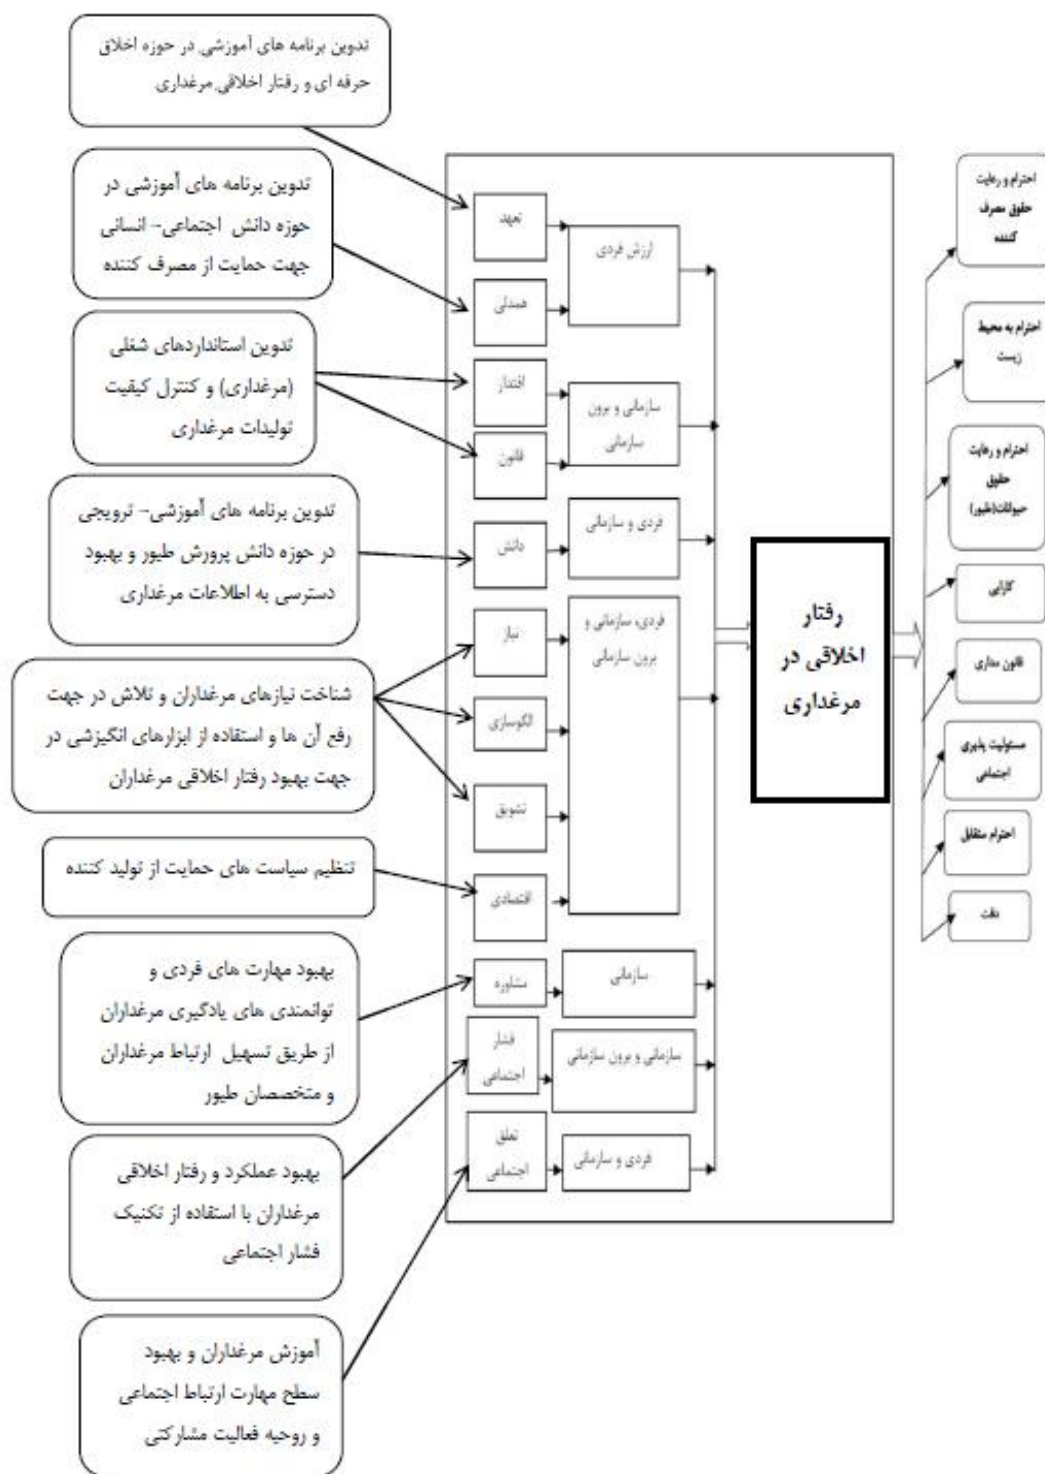 تدوین برنامه های آموزشی در حوزه اخلاق
حرفه ای و رفتار اخلاقی مرغداری
تدوین برنامه های آموزشی در
حوزه دانش اجتماعی- انسانی
جهت حمایت از مصرف کننده
تدوین استانداردهای شغلی
(مرغداری) و کنترل کیفیت
تولیدات مرغداری
تدوین برنامه های آموزشی- ترویجی
در حوزه دانش پرورش طیور و بهبود
دسترسی به اطلاعات مرغداری
شناخت نیازهای مرغداران و تلاش در جهت
رفع آن ها و استفاده از ابزارهای انگیزشی در
جهت بهبود رفتار اخلاقی مرغداران
تنظیم سیاست های حمایت از تولید کننده
بهبود مهارت های فردی و
توانمندی های یادگیری مرغداران
از طریق تسهیل ارتباط مرغداران
و متخصصان طیور
بهبود عملکرد و رفتار اخلاقی
مرغداران با استفاده از تکنیک
فشار اجتماعی
آموزش مرغداران و بهبود
سطح مهارت ارتباط اجتماعی
و روحیه فعالیت مشارکتی
تعهد
همدلی
اقتدار
قانون
دانش
نیاز
الگوسازی
تشویق
اقتصادی
مشاوره
فشار
اجتماعی
تعلق
اجتماعی
ارزش فردی
سازمانی و برون
سازمانی
فردی و سازمانی
فردی، سازمانی و
برون سازمانی
سازمانی
سازمانی و برون سازمانی
فردی و سازمانی
رفتار
اخلاقی در
مرغداری
احترام و رعایت
حقوق مصرف
کننده
احترام به محیط
زیست
احترام و رعایت
حقوق
حیوانات(طیور)
کارایی
قانون مداری
مسئولیت پذیری
اجتماعی
احترام متقابل
دقت